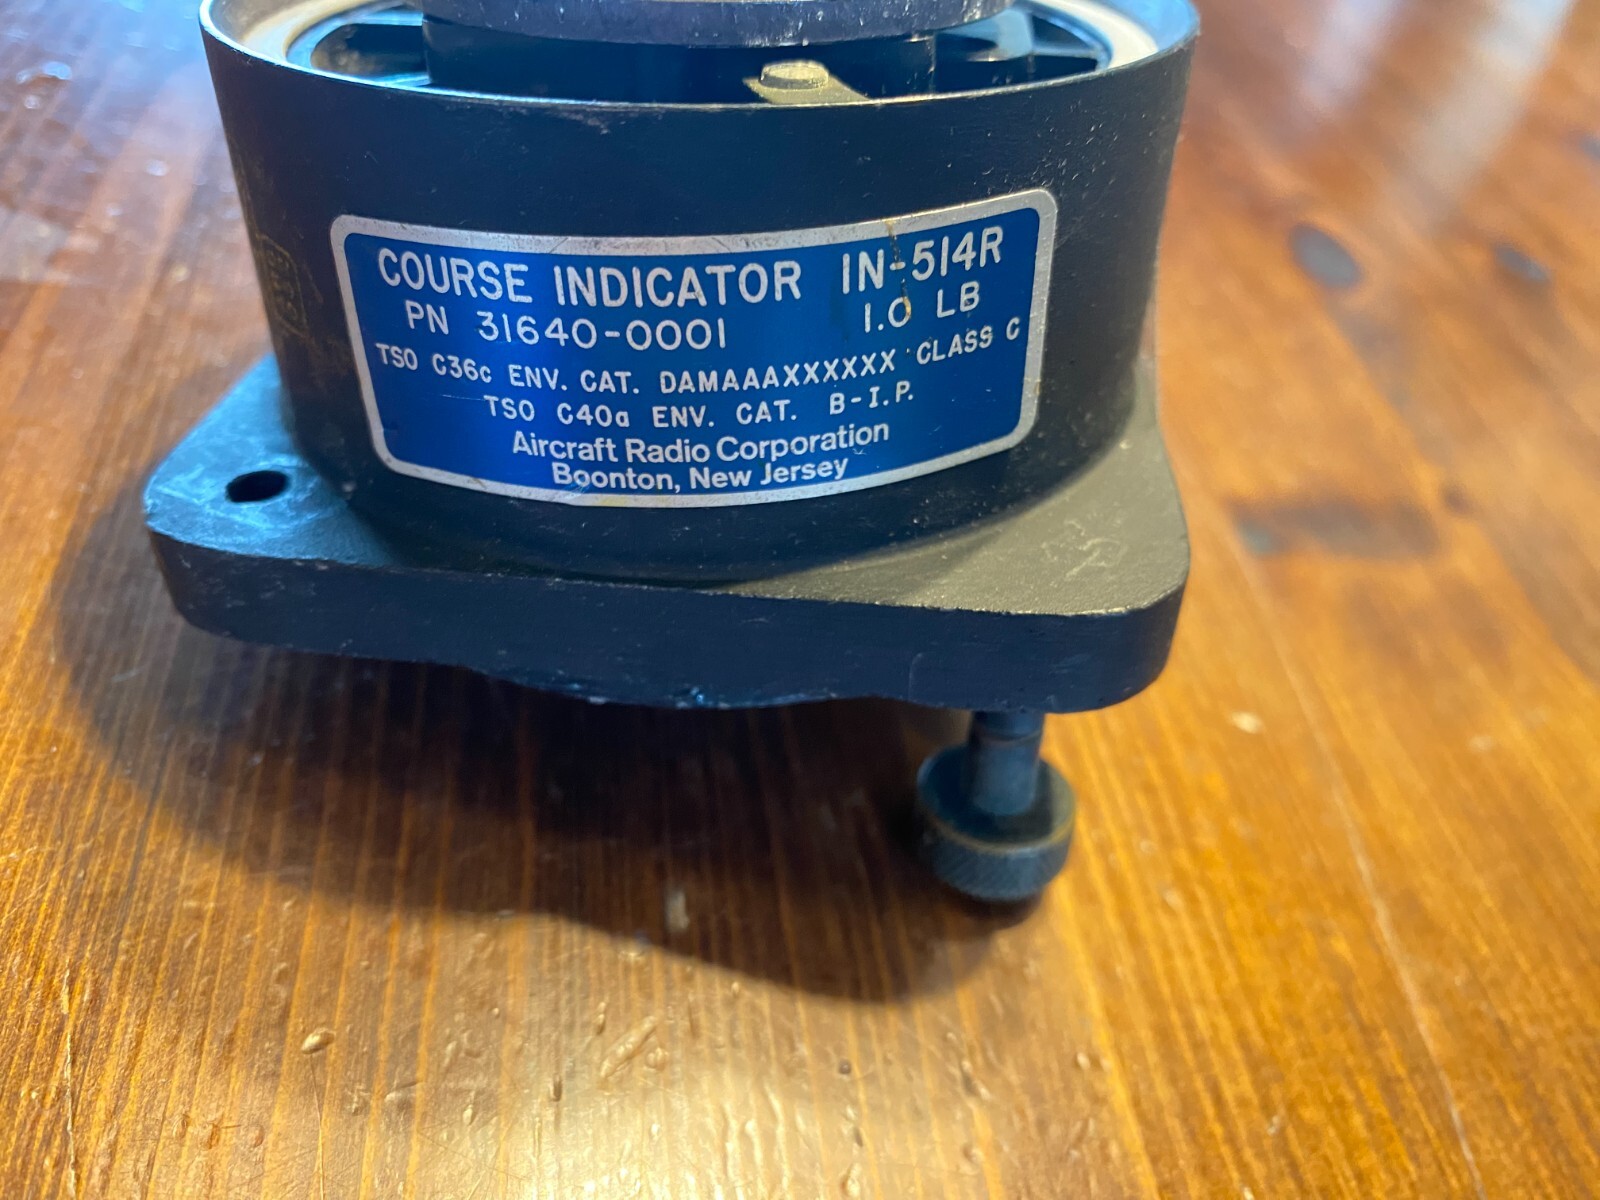 COURSE INDICATOR IN-514R
PN 31640-0001 1.0 LB
TSO C36c ENV. CAT. DAMAAAXXXXXX CLASS C
TSO C40a ENV. CAT. B-I.P.
Aircraft Radio Corporation
Boonton, New Jersey